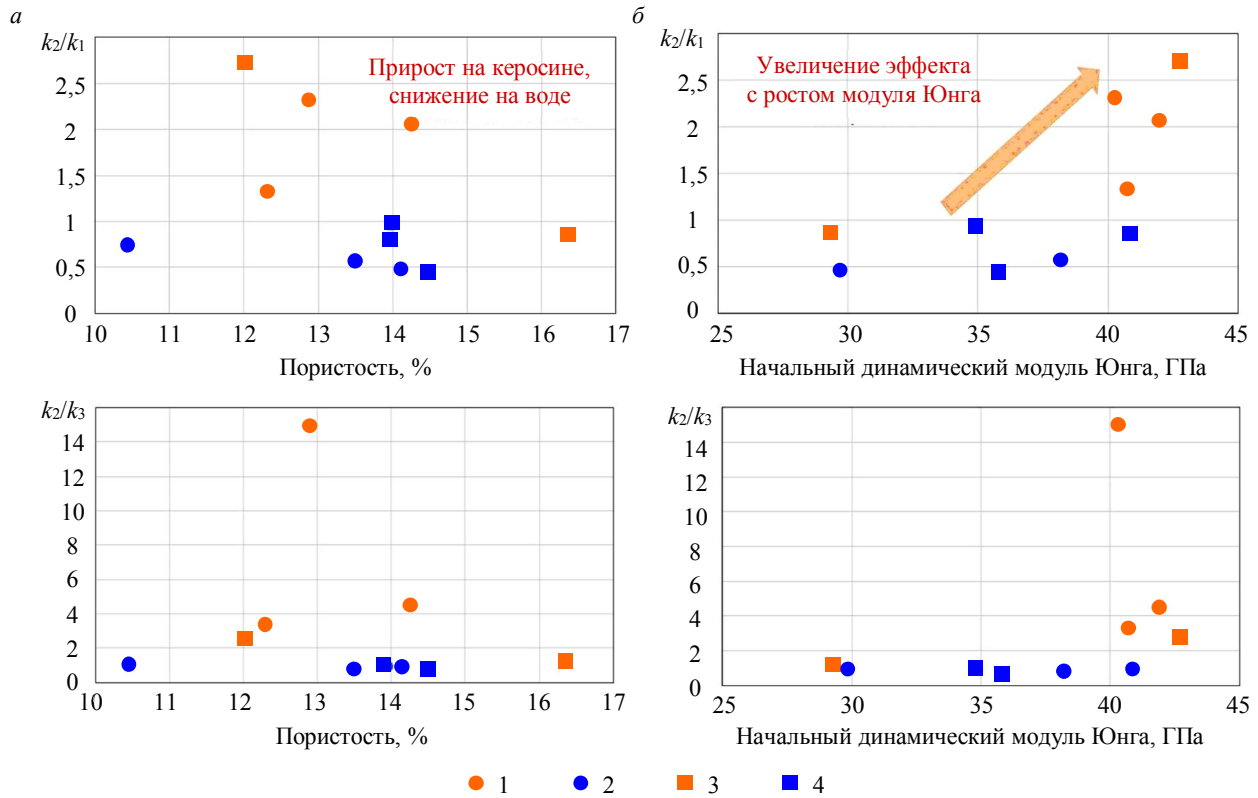 а
k2/k1
2,5
2
1,5
1
0,5
0
10 11 12 13 14 15 16 17
Пористость, %
Прирост на керосине,
снижение на воде
б
k2/k1
2,5
2
1,5
1
0,5
0
25 30 35 40 45
Начальный динамический модуль Юнга, ГПа
Увеличение эффекта
с ростом модуля Юнга
k2/k3
14
12
10
8
6
4
2
0
10 11 12 13 14 15 16 17
Пористость, %
k2/k3
14
12
10
8
6
4
2
0
25 30 35 40 45
Начальный динамический модуль Юнга, ГПа
1 2 3 4